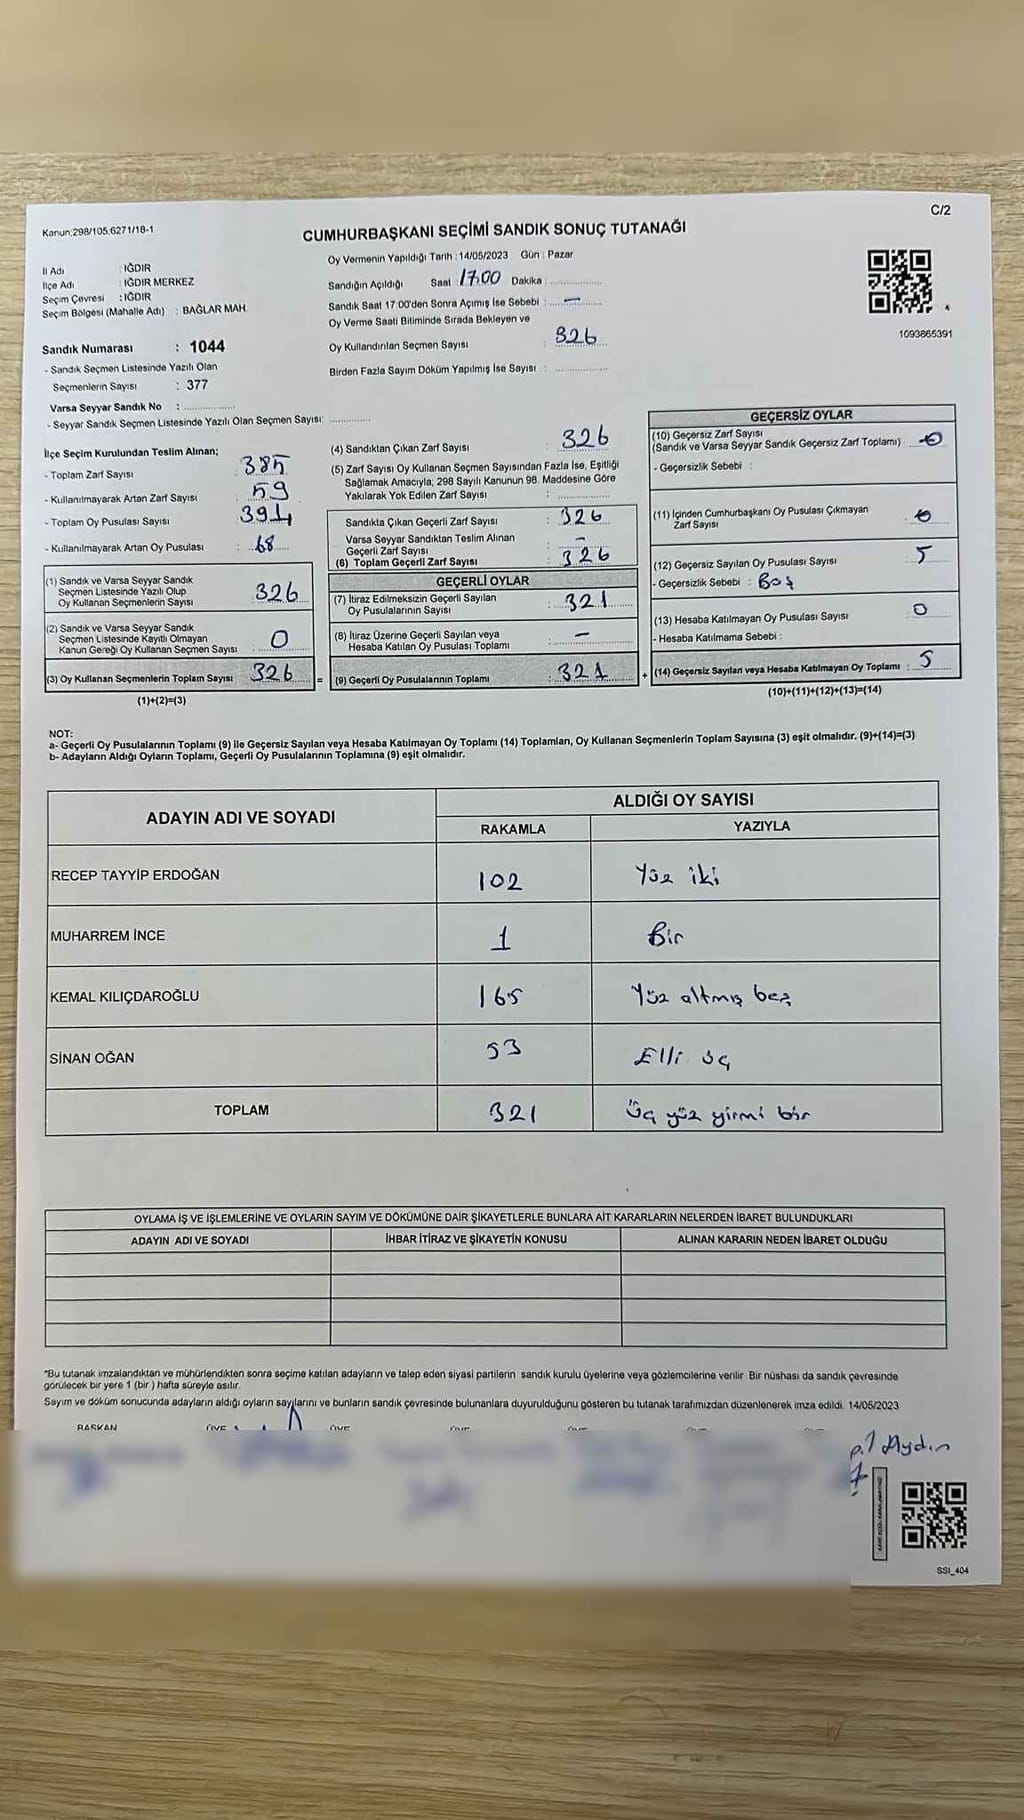 C/2
Kanun:298/105,6271/18-1
CUMHURBAŞKANI SEÇİMİ SANDIK SONUÇ TUTANAĞI
Oy Vermenin Yapıldığı Tarih : 14/05/2023 Gün : Pazar
İl Adı : IĞDIR
İlçe Adı : IĞDIR MERKEZ
Seçim Çevresi : IĞDIR
Seçim Bölgesi (Mahalle Adı) : BAĞLAR MAH.
Sandığın Açıldığı Saat : 17.00 Dakika :
Sandık Saat 17.00'den Sonra Açımış İse Sebebi : —
Oy Verme Saati Bitiminde Sırada Bekleyen ve
Oy Kullandırılan Seçmen Sayısı : 326
Birden Fazla Sayım Döküm Yapılmış İse Sayısı :
1093865391
Sandık Numarası : 1044
- Sandık Seçmen Listesinde Yazılı Olan
Seçmenlerin Sayısı : 377
Varsa Seyyar Sandık No :
- Seyyar Sandık Seçmen Listesinde Yazılı Olan Seçmen Sayısı:
İlçe Seçim Kurulundan Teslim Alınan;
- Toplam Zarf Sayısı : 385
- Kullanılmayarak Artan Zarf Sayısı : 59
- Toplam Oy Pusulası Sayısı : 394
- Kullanılmayarak Artan Oy Pusulası : 68
(1) Sandık ve Varsa Seyyar Sandık
Seçmen Listesinde Yazılı Olup
Oy Kullanan Seçmenlerin Sayısı : 326
(2) Sandık ve Varsa Seyyar Sandık
Seçmen Listesinde Kayıtlı Olmayan
Kanun Gereği Oy Kullanan Seçmen Sayısı : 0
(3) Oy Kullanan Seçmenlerin Toplam Sayısı : 326 =
(1)+(2)=(3)
(4) Sandıktan Çıkan Zarf Sayısı : 326
(5) Zarf Sayısı Oy Kullanan Seçmen Sayısından Fazla İse, Eşitliği
Sağlamak Amacıyla; 298 Sayılı Kanunun 98. Maddesine Göre
Yakılarak Yok Edilen Zarf Sayısı :
Sandıkta Çıkan Geçerli Zarf Sayısı : 326
Varsa Seyyar Sandıktan Teslim Alınan
Geçerli Zarf Sayısı : -
(6) Toplam Geçerli Zarf Sayısı : 326
GEÇERLİ OYLAR
(7) İtiraz Edilmeksizin Geçerli Sayılan
Oy Pusulalarının Sayısı : 321
(8) İtiraz Üzerine Geçerli Sayılan veya
Hesaba Katılan Oy Pusulası Toplamı : —
(9) Geçerli Oy Pusulalarının Toplamı : 321 +
GEÇERSİZ OYLAR
(10) Geçersiz Zarf Sayısı
(Sandık ve Varsa Seyyar Sandık Geçersiz Zarf Toplamı) : 0
- Geçersizlik Sebebi :
(11) İçinden Cumhurbaşkanı Oy Pusulası Çıkmayan
Zarf Sayısı : 0
(12) Geçersiz Sayılan Oy Pusulası Sayısı : 5
- Geçersizlik Sebebi : Boş
(13) Hesaba Katılmayan Oy Pusulası Sayısı : 0
- Hesaba Katılmama Sebebi :
(14) Geçersiz Sayılan veya Hesaba Katılmayan Oy Toplamı : 5
(10)+(11)+(12)+(13)=(14)
NOT:
a- Geçerli Oy Pusulalarının Toplamı (9) ile Geçersiz Sayılan veya Hesaba Katılmayan Oy Toplamı (14) Toplamları, Oy Kullanan Seçmenlerin Toplam Sayısına (3) eşit olmalıdır. (9)+(14)=(3)
b- Adayların Aldığı Oyların Toplamı, Geçerli Oy Pusulalarının Toplamına (9) eşit olmalıdır.
ADAYIN ADI VE SOYADI
ALDIĞI OY SAYISI
RAKAMLA YAZIYLA
RECEP TAYYİP ERDOĞAN 102 Yüz iki
MUHARREM İNCE 1 Bir
KEMAL KILIÇDAROĞLU 165 Yüz altmış beş
SİNAN OĞAN 53 Elli üç
TOPLAM 321 Üç yüz yirmi bir
OYLAMA İŞ VE İŞLEMLERİNE VE OYLARIN SAYIM VE DÖKÜMÜNE DAİR ŞİKAYETLERLE BUNLARA AİT KARARLARIN NELERDEN İBARET BULUNDUKLARI
ADAYIN ADI VE SOYADI İHBAR İTİRAZ VE ŞİKAYETİN KONUSU ALINAN KARARIN NEDEN İBARET OLDUĞU
*Bu tutanak imzalandıktan ve mühürlendikten sonra seçime katılan adayların ve talep eden siyasi partilerin sandık kurulu üyelerine veya gözlemcilerine verilir. Bir nüshası da sandık çevresinde
görülecek bir yere 1 (bir) hafta süreyle asılır.
Sayım ve döküm sonucunda adayların aldığı oyların sayılarını ve bunların sandık çevresinde bulunanlara duyurulduğunu gösteren bu tutanak tarafımızdan düzenlenerek imza edildi. 14/05/2023
BAŞKAN ÜYE ÜYE ÜYE ÜYE ÜYE ÜYE
Aydın
SSI_404